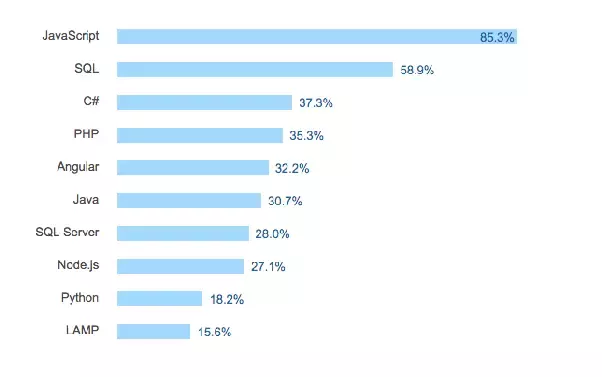 JavaScript 85.3%
SQL 58.9%
C# 37.3%
PHP 35.3%
Angular 32.2%
Java 30.7%
SQL Server 28.0%
Node.js 27.1%
Python 18.2%
LAMP 15.6%